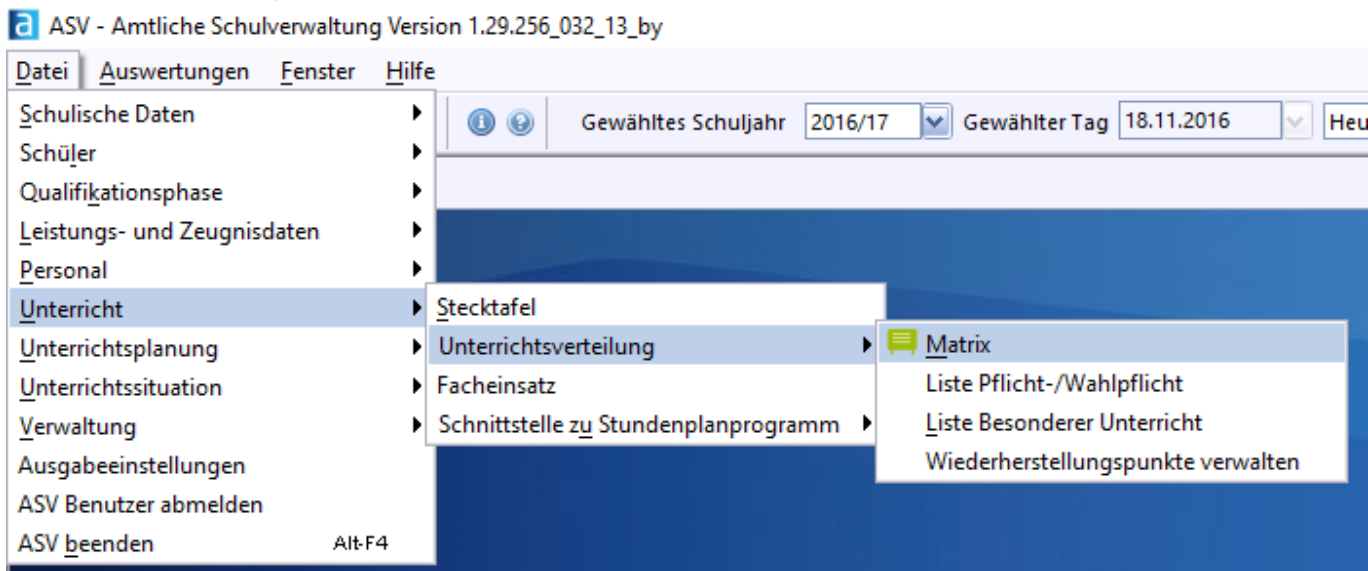 ASV - Amtliche Schulverwaltung Version 1.29.256_032_13_by
Datei Auswertungen Fenster Hilfe
Gewähltes Schuljahr 2016/17 Gewählter Tag 18.11.2016 Heu
Schulische Daten
Schüler
Qualifikationsphase
Leistungs- und Zeugnisdaten
Personal
Unterricht
Unterrichtsplanung
Unterrichtssituation
Verwaltung
Ausgabeeinstellungen
ASV Benutzer abmelden
ASV beenden Alt-F4
Stecktafel
Unterrichtsverteilung
Facheinsatz
Schnittstelle zu Stundenplanprogramm
Matrix
Liste Pflicht-/Wahlpflicht
Liste Besonderer Unterricht
Wiederherstellungspunkte verwalten